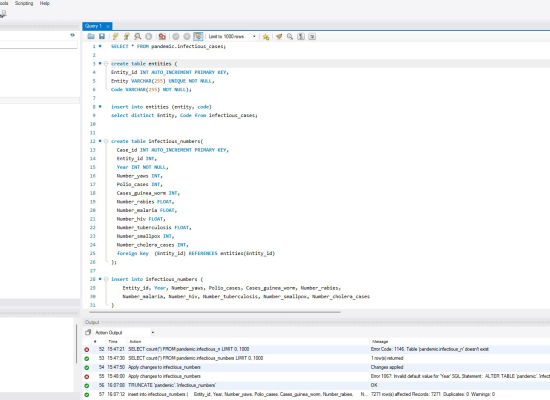 ools Scripting Help
Query 1
Limit to 1000 rows
1 SELECT * FROM pandemic.infectious_cases;
2
3 create table entities (
4 Entity_id INT AUTO_INCREMENT PRIMARY KEY,
5 Entity VARCHAR(255) UNIQUE NOT NULL,
6 Code VARCHAR(255) NOT NULL);
7
8 insert into entities (entity, code)
9 select distinct Entity, Code from infectious_cases;
10
11
12 create table infectious_numbers(
13 Case_id INT AUTO_INCREMENT PRIMARY KEY,
14 Entity_id INT,
15 Year INT NOT NULL,
16 Number_yaws INT,
17 Polio_cases INT,
18 Cases_guinea_worm INT,
19 Number_rabies FLOAT,
20 Number_malaria FLOAT,
21 Number_hiv FLOAT,
22 Number_tuberculosis FLOAT,
23 Number_smallpox INT,
24 Number_cholera_cases INT,
25 Foreign key (Entity_id) REFERENCES entities(Entity_id)
26 );
27
28 insert into infectious_numbers (
29 Entity_id, Year, Number_yaws, Polio_cases, Cases_guinea_worm, Number_rabies,
30 Number_malaria, Number_hiv, Number_tuberculosis, Number_smallpox, Number_cholera_cases
31 )
Output
Action Output
# Time Action Message
52 15:47:21 SELECT count(*) FROM pandemic.infectious_n LIMIT 0, 1000 Error Code: 1146. Table 'pandemic.infectious_n' doesn't exist
53 15:47:30 SELECT count(*) FROM pandemic.infectious_numbers LIMIT 0, 1000 1 row(s) returned
54 15:47:50 Apply changes to infectious_numbers Changes applied
55 15:48:00 Apply changes to infectious_numbers Error 1067: Invalid default value for 'Year' SQL Statement: ALTER TABLE 'pandemic'.'infect
56 16:07:08 TRUNCATE 'pandemic'.'infectious_numbers' OK
57 16:07:12 insert into infectious_numbers ( Entity_id, Year, Number_yaws, Polio_cases, Cases_guinea_worm, Number_rabies, N... 7271 row(s) affected Records: 7271 Duplicates: 0 Warnings: 0